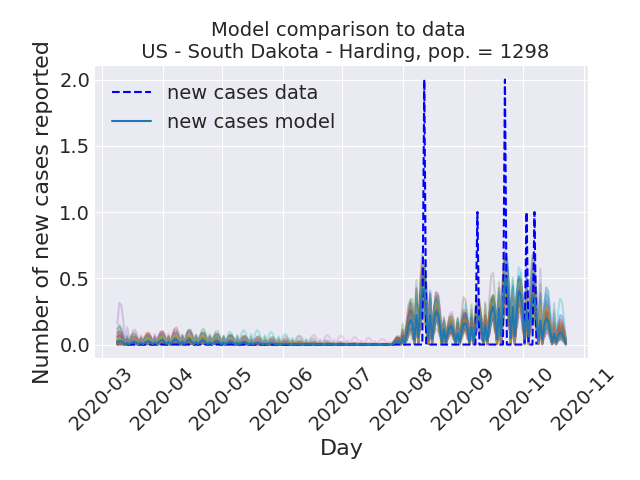 Model comparison to data
US - South Dakota - Harding, pop. = 1298
Number of new cases reported
2.0
1.5
1.0
0.5
0.0
new cases data
new cases model
2020-03
2020-04
2020-05
2020-06
2020-07
2020-08
2020-09
2020-10
2020-11
Day